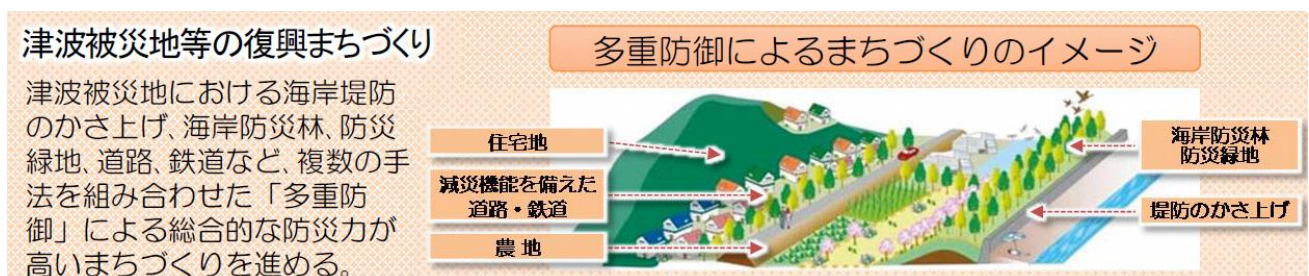 津波被災地等の復興まちづくり
津波被災地における海岸堤防
のかさ上げ、海岸防災林、防災
緑地、道路、鉄道など、複数の手
法を組み合わせた「多重防
御」による総合的な防災力が
高いまちづくりを進める。
多重防御によるまちづくりのイメージ
住宅地
減災機能を備えた
道路・鉄道
農地
海岸防災林
防災緑地
堤防のかさ上げ